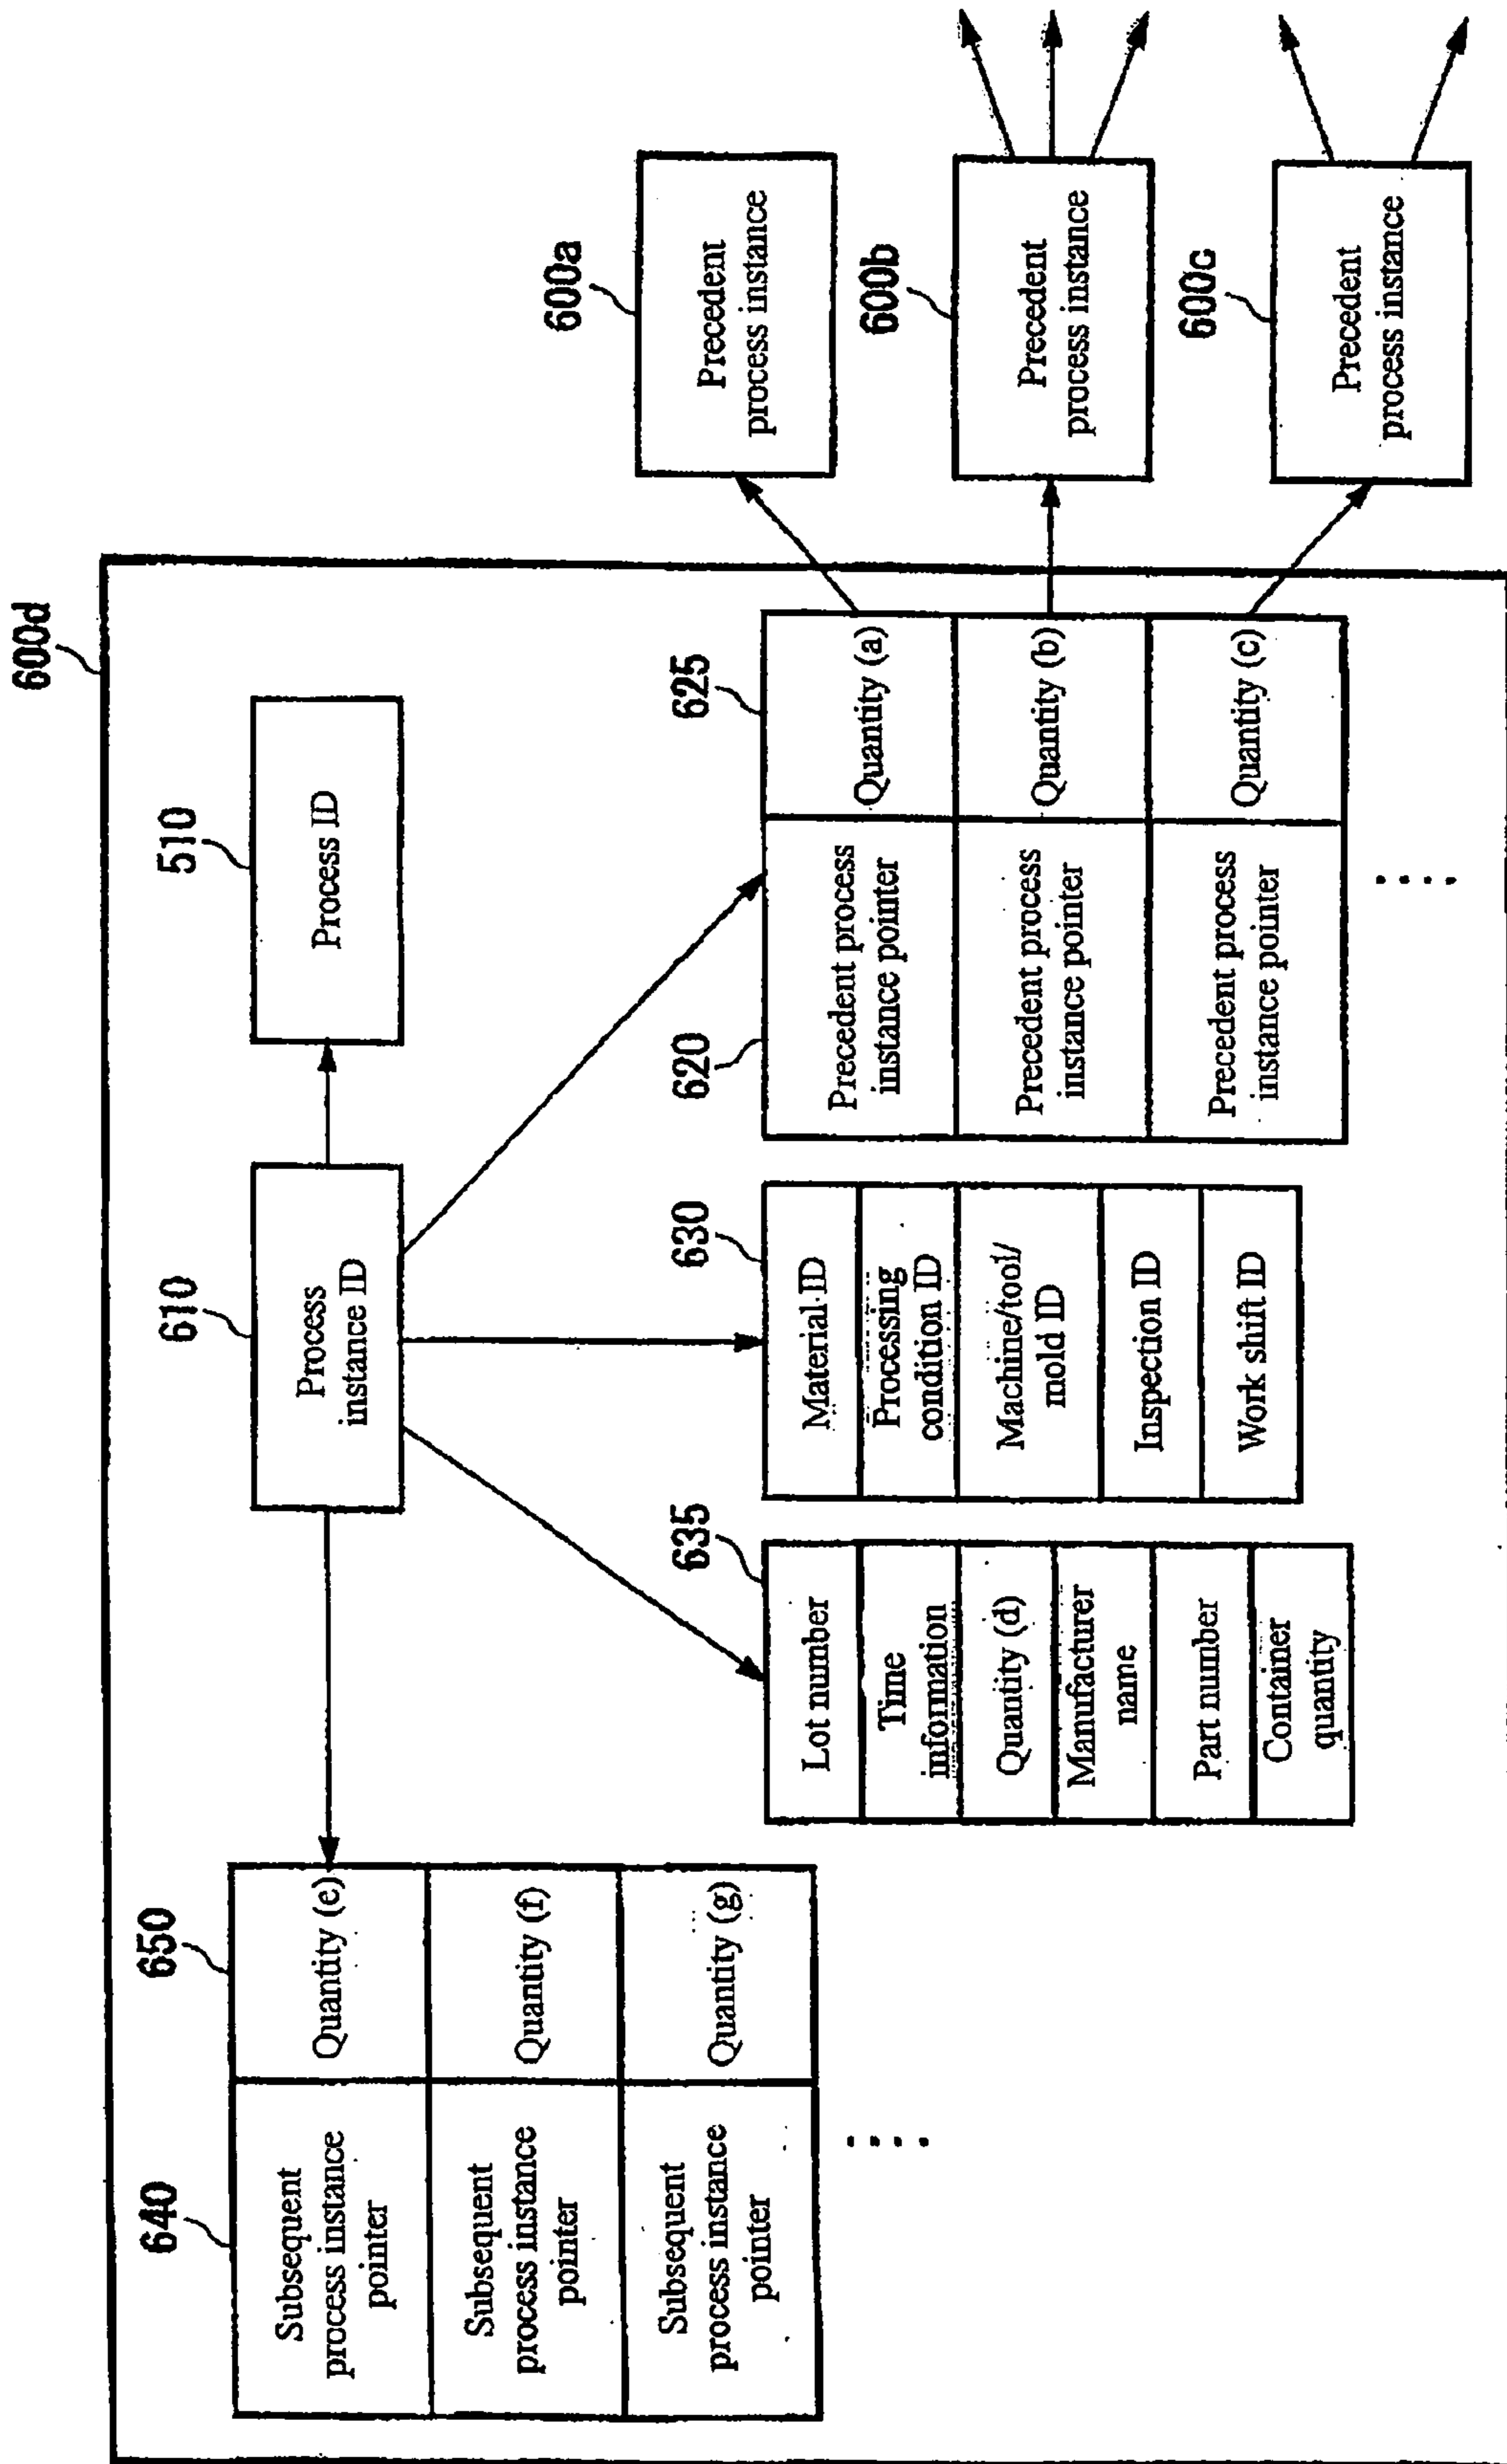 600d
640
650
Subsequent
process instance
pointer
Quantity (e)
Subsequent
process instance
pointer
Quantity (f)
Subsequent
process instance
pointer
Quantity (g)
610
Process
instance ID
510
Process ID
635
Lot number
Time
information
Quantity (d)
Manufacturer
name
Part number
Container
quantity
630
Material ID
Processing
condition ID
Machine/tool/
mold ID
Inspection ID
Work shift ID
620
625
Precedent process
instance pointer
Quantity (a)
Precedent process
instance pointer
Quantity (b)
Precedent process
instance pointer
Quantity (c)
600a
Precedent
process instance
600b
Precedent
process instance
600c
Precedent
process instance